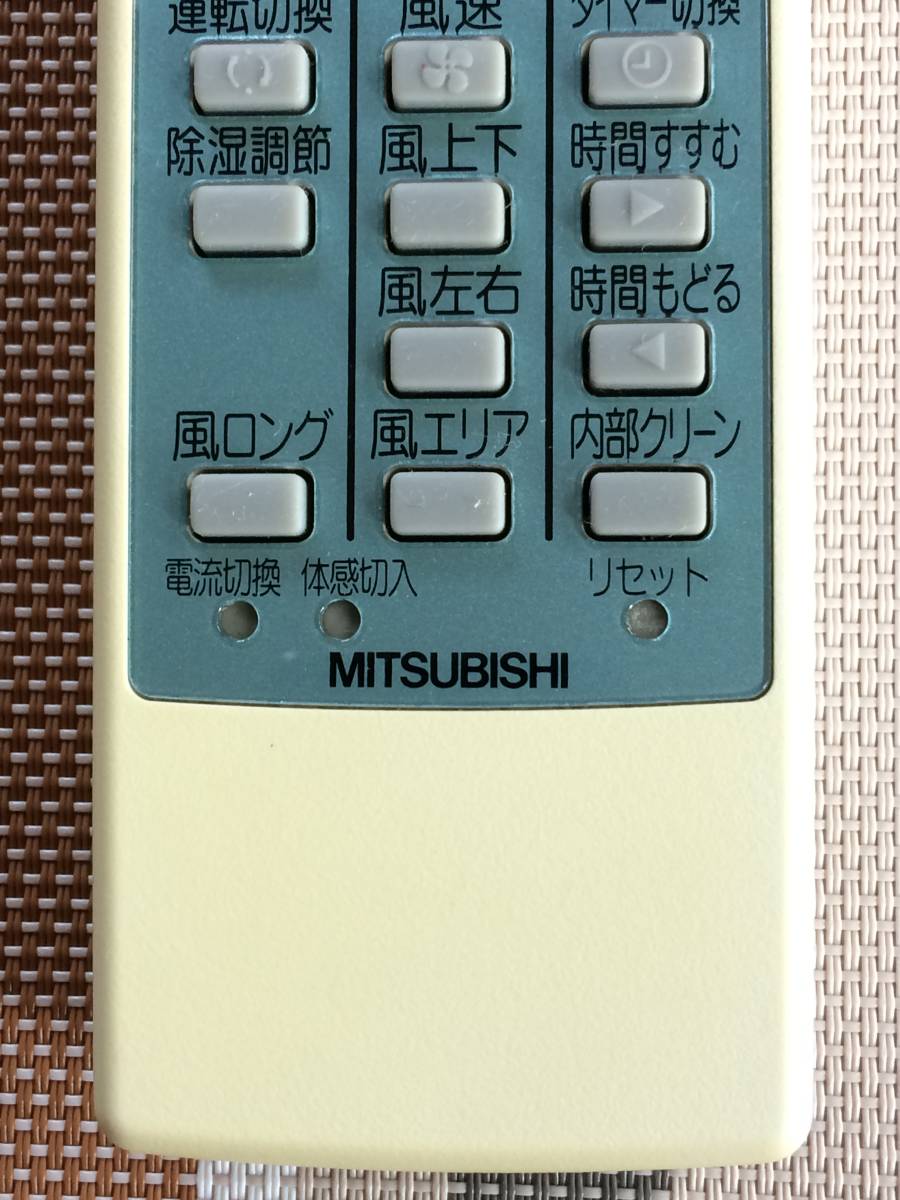 運転切換 風速 タイマー切換
除湿調節 風上下 時間すすむ
風左右 時間もどる
風ロング 風エリア 内部クリーン
電流切換 体感切入 リセット
MITSUBISHI